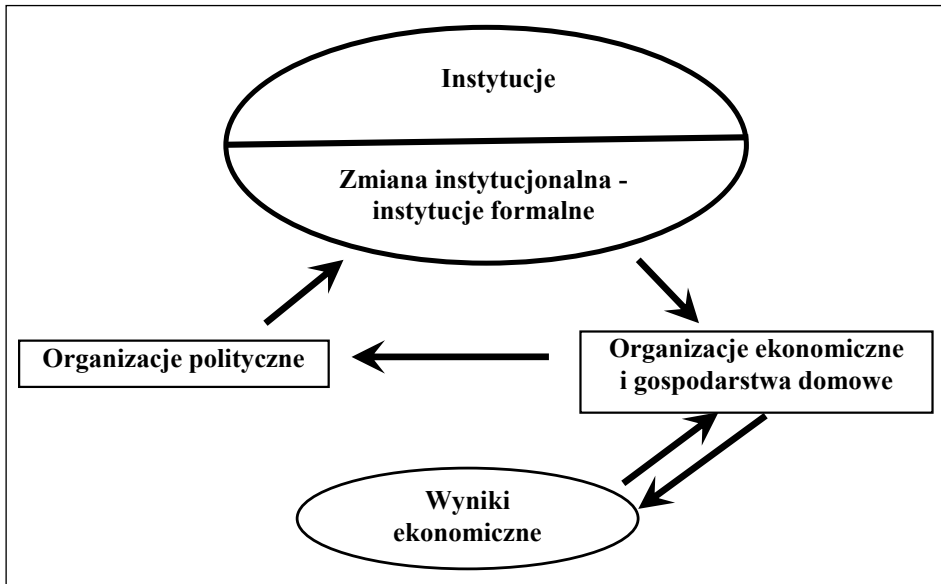 Instytucje
Zmiana instytucjonalna -
instytucje formalne
Organizacje polityczne
Organizacje ekonomiczne
i gospodarstwa domowe
Wyniki
ekonomiczne